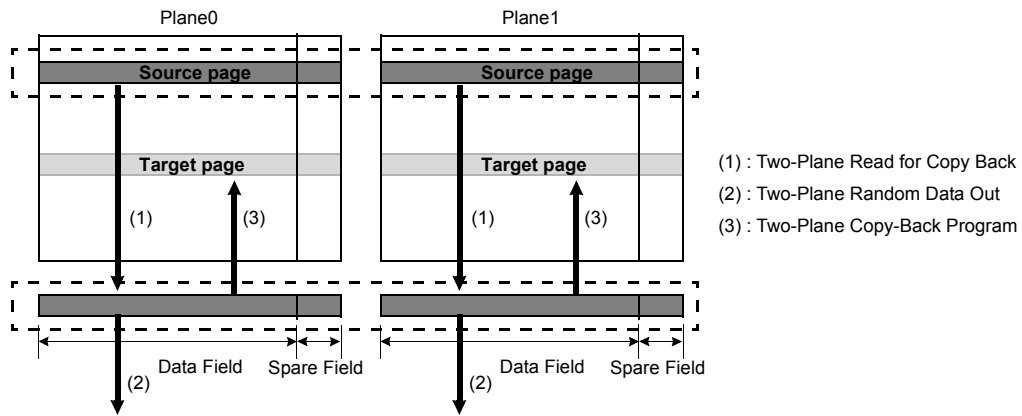 Plane0
Plane1
Source page
Source page
Target page
Target page
(1) : Two-Plane Read for Copy Back
(2) : Two-Plane Random Data Out
(3) : Two-Plane Copy-Back Program
(1)
(3)
(1)
(3)
Data Field
Spare Field
Data Field
Spare Field
(2)
(2)